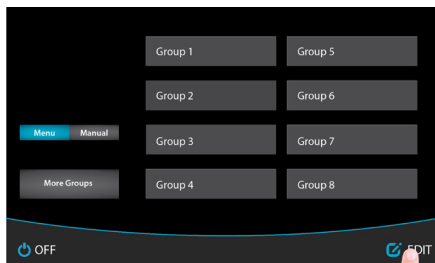 Group 1 Group 5
Group 2 Group 6
Menu Manual
Group 3 Group 7
More Groups
Group 4 Group 8
OFF
EDIT